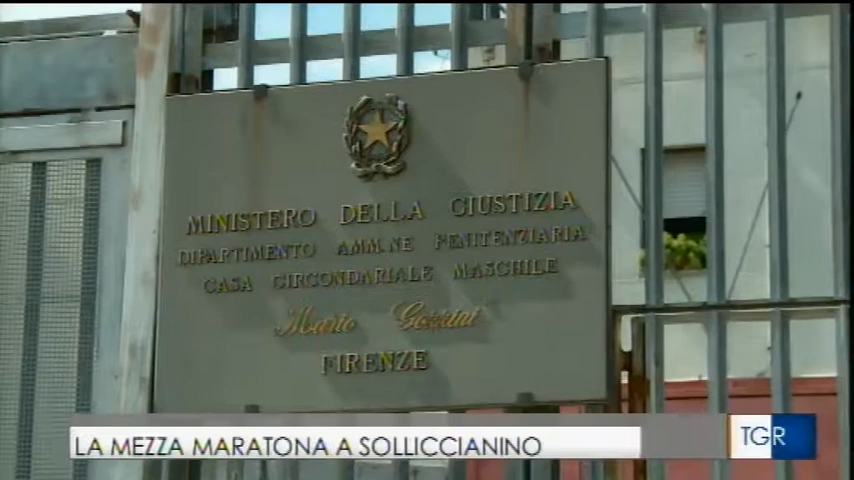 MINISTERO DELLA GIUSTIZIA
DIPARTIMENTO AMM.NE PENITENZIARIA
CASA CIRCONDARIALE MASCHILE
Mario Gozzini
FIRENZE
LA MEZZA MARATONA A SOLLICCIANINO
TGR